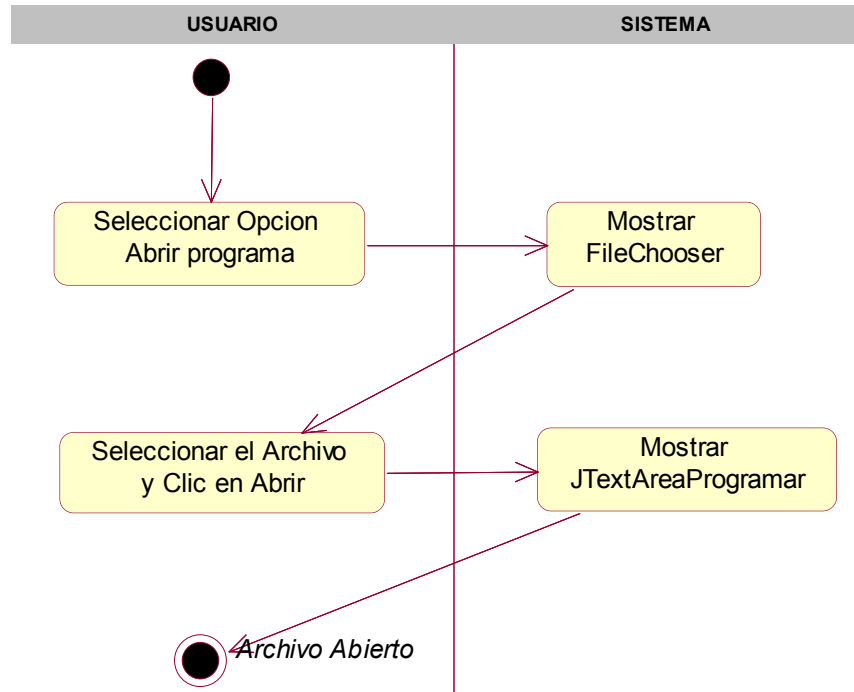 USUARIO
SISTEMA
Seleccionar Opcion
Abrir programa
Mostrar
FileChooser
Seleccionar el Archivo
y Clic en Abrir
Mostrar
JTextAreaProgramar
Archivo Abierto